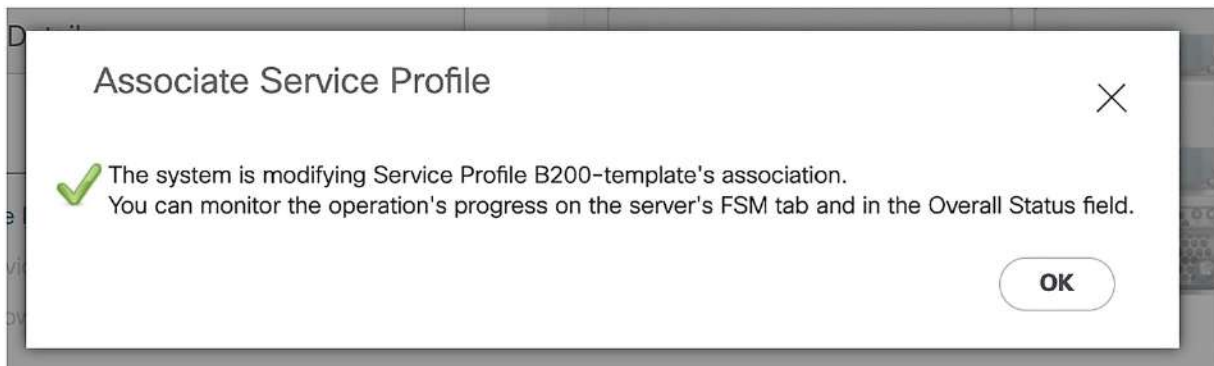 Associate Service Profile
The system is modifying Service Profile B200-template's association.
You can monitor the operation's progress on the server's FSM tab and in the Overall Status field.
OK